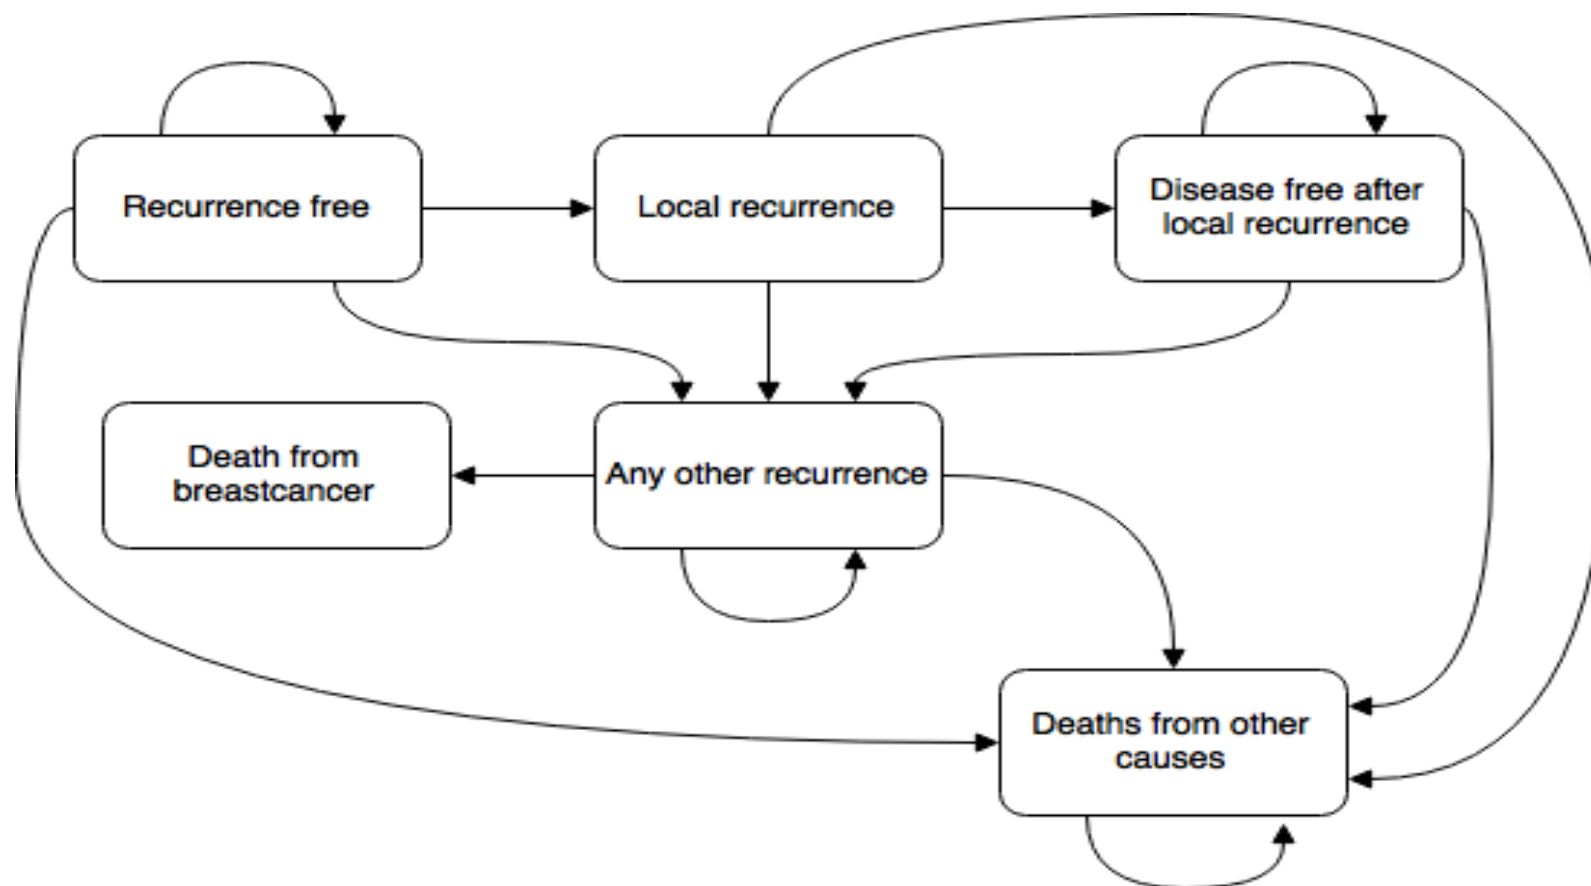 Recurrence free
Local recurrence
Disease free after
local recurrence
Death from
breastcancer
Any other recurrence
Deaths from other
causes